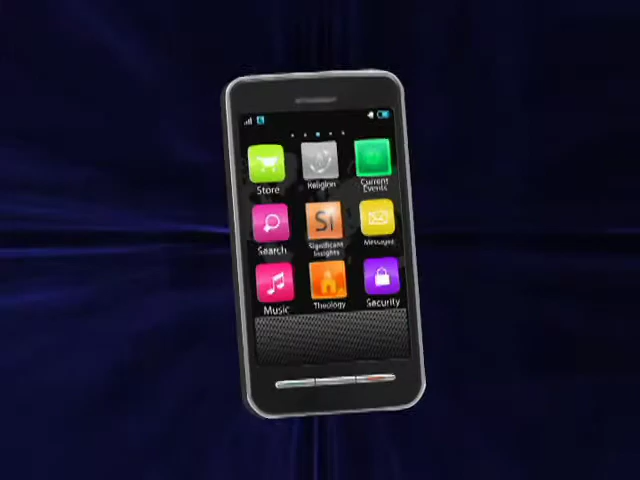 Store
Religion
Current
Events
Search
Si
Significant
Insights
Messages
Music
Theology
Security